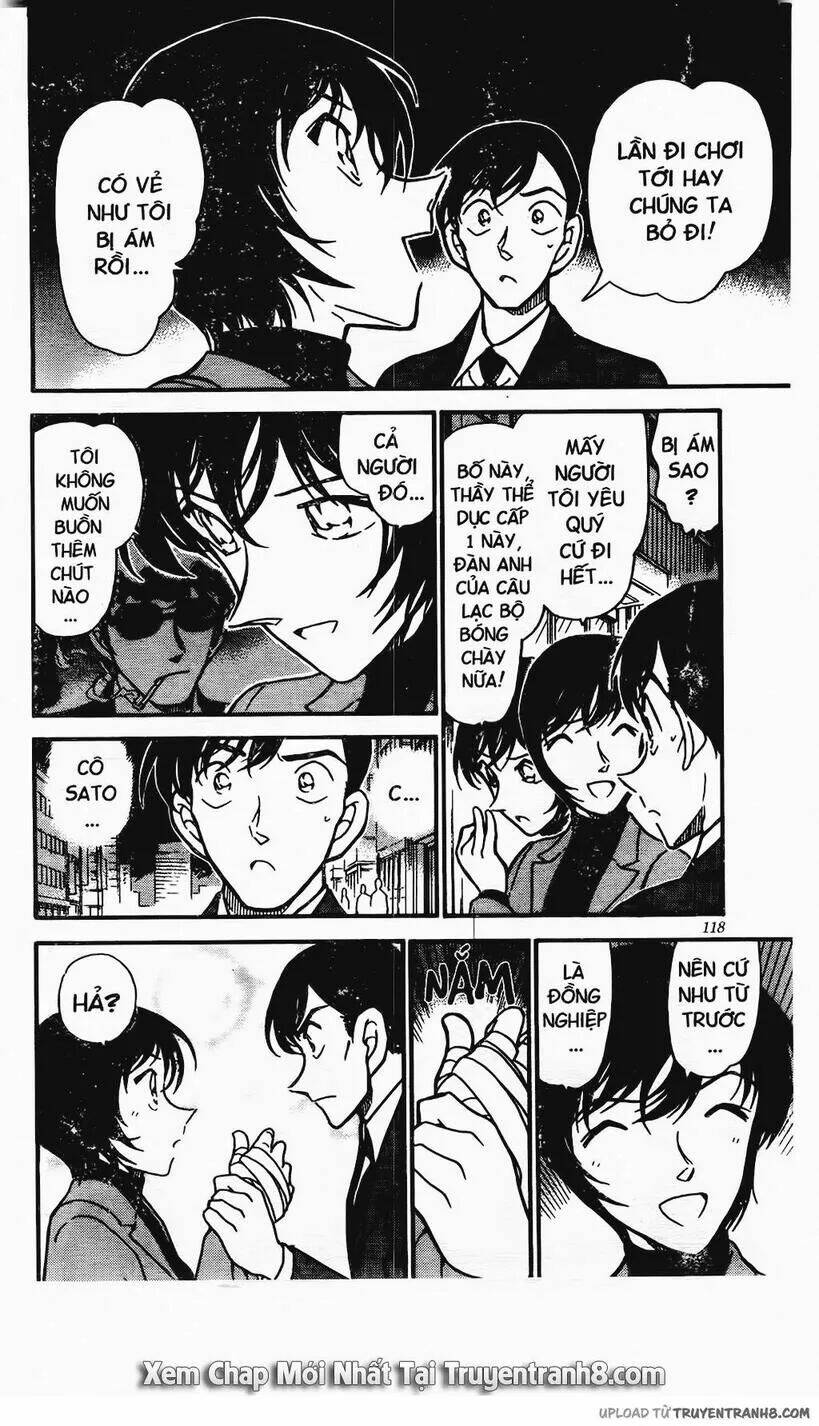 LẦN ĐI CHƠI
TỚI HAY
CHÚNG TA
BỎ ĐI!
CÓ VẺ
NHƯ TÔI
BỊ ÁM
RỒI...
BỊ ÁM
SAO
?
MẤY
NGƯỜI
TÔI YÊU
QUÝ
CỨ ĐI
HẾT...
BỐ NÀY,
THẦY THỂ
DỤC CẤP
1 NÀY,
ĐÀN ANH
CỦA CÂU
LẠC BỘ
BÓNG
CHÀY
NỮA!
CẢ
NGƯỜI
ĐÓ...
TÔI
KHÔNG
MUỐN
BUỒN
THÊM
CHÚT
NÀO
...
C...
CÔ
SATO
...
118
NÊN CỨ
NHƯ TỪ
TRƯỚC
...
LÀ
ĐỒNG
NGHIỆP
...
NẮM
HẢ?
Xem Chap Mới Nhất Tại Truyentranh8.com
UPLOAD TỪ TRUYENTRANH8.COM